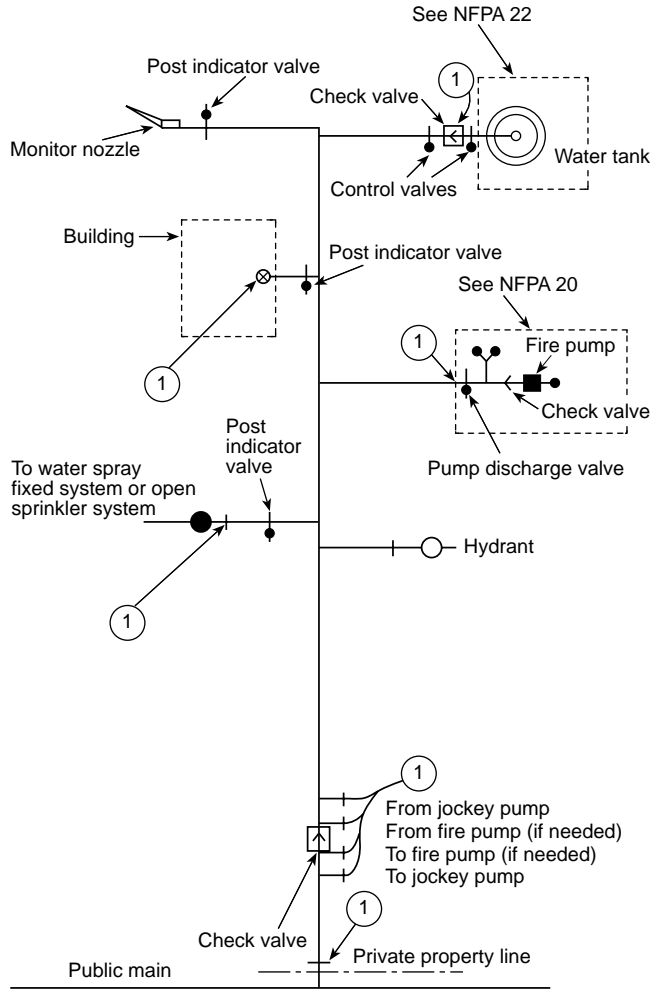 See NFPA 22
Post indicator valve
1
Check valve
Monitor nozzle
Water tank
Control valves
Building
Post indicator valve
See NFPA 20
1
Fire pump
1
Check valve
Post
indicator
valve
Pump discharge valve
To water spray
fixed system or open
sprinkler system
Hydrant
1
1
From jockey pump
From fire pump (if needed)
To fire pump (if needed)
To jockey pump
1
Check valve
Private property line
Public main